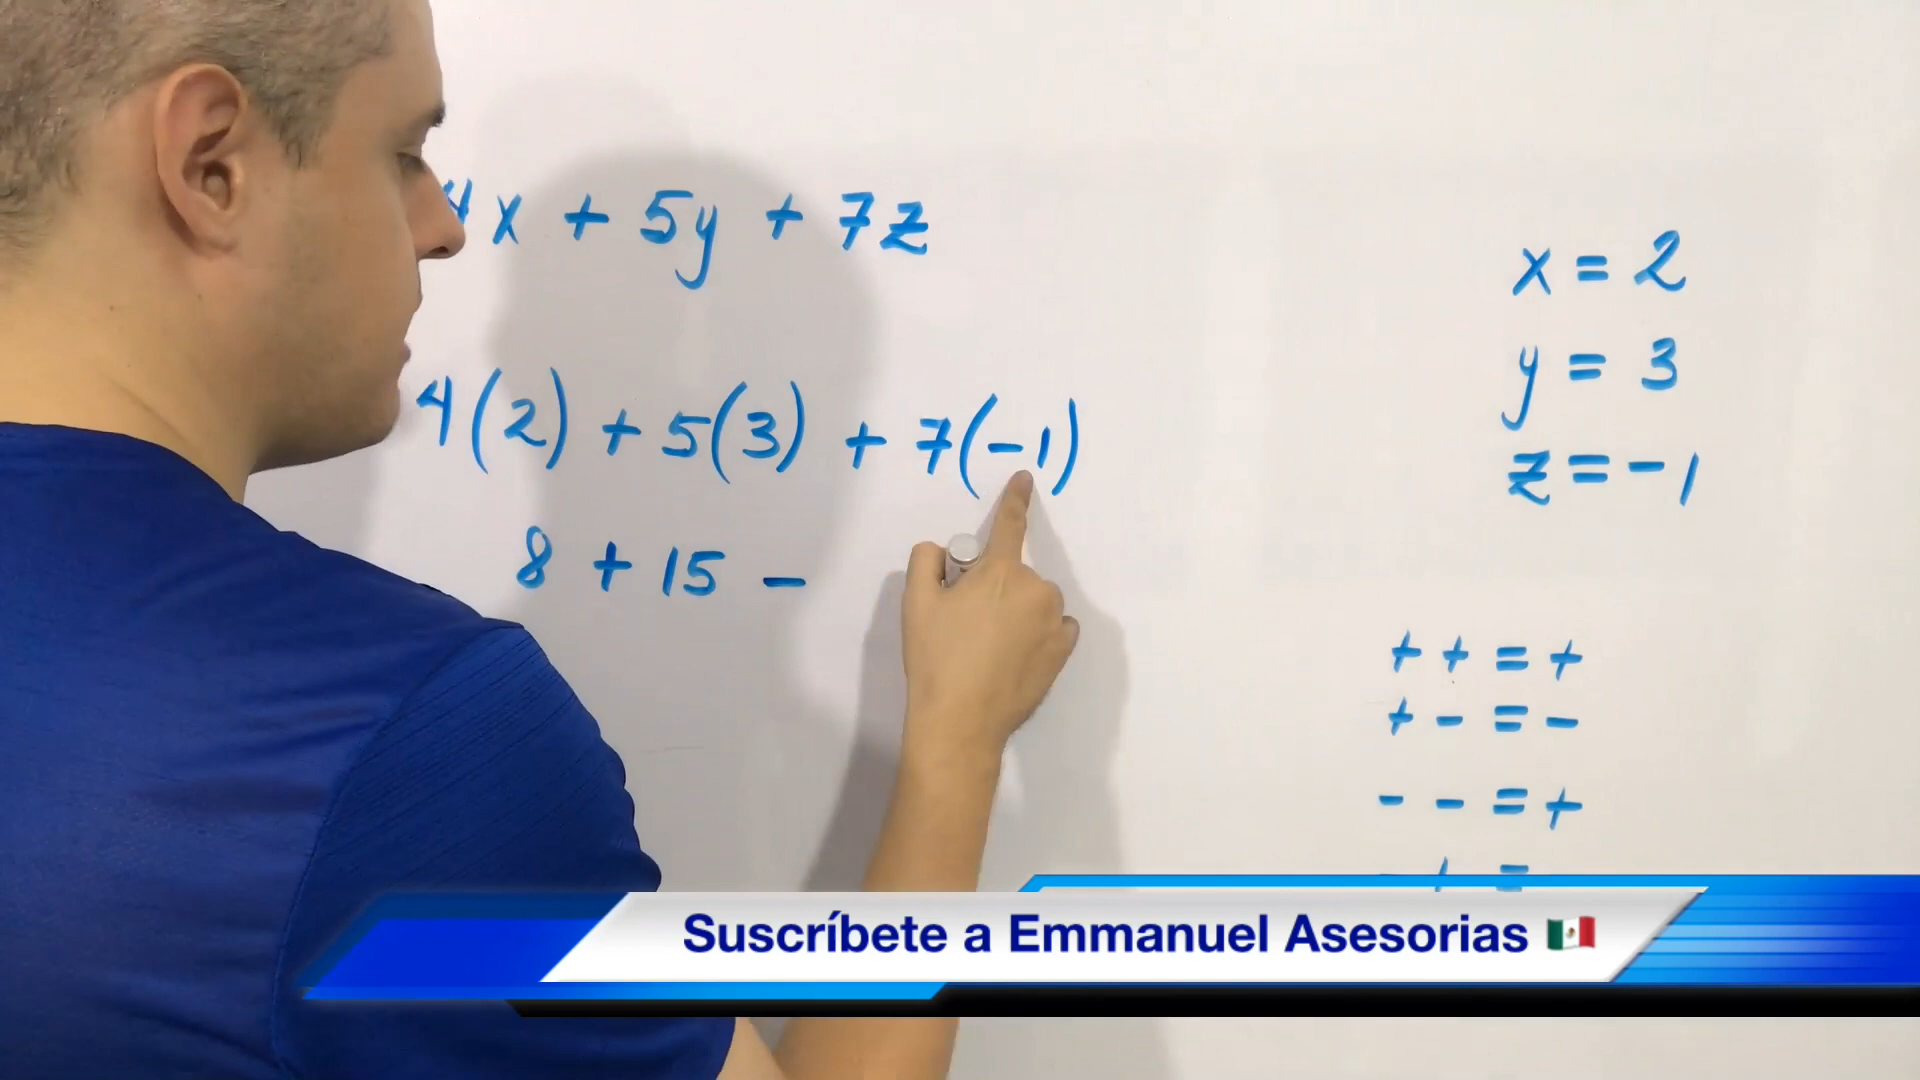 4x + 5y + 7z
4(2) + 5(3) + 7(-1)
8 + 15 -
x = 2
y = 3
z = -1
+ + = +
+ - = -
- - = +
- + =
Suscríbete a Emmanuel Asesorias 🇲🇽